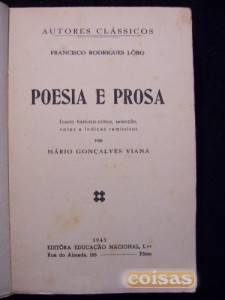 AUTORES CLÁSSICOS
FRANCISCO RODRIGUES LÔBO
POESIA E PROSA
Ensaio histórico-crítico, selecção,
notas e índices remissivos
POR
MÁRIO GONÇALVES VIANA
1945
EDITÔRA EDUCAÇÃO NACIONAL, L.da
Rua do Almada, 125 — Pôrto
coisas